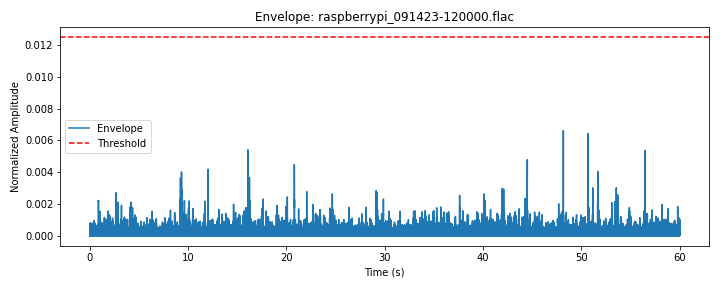 Envelope: raspberrypi_091423-120000.flac
Normalized Amplitude
0.012
0.010
0.008
0.006
0.004
0.002
0.000
Envelope
Threshold
0
10
20
30
40
50
60
Time (s)